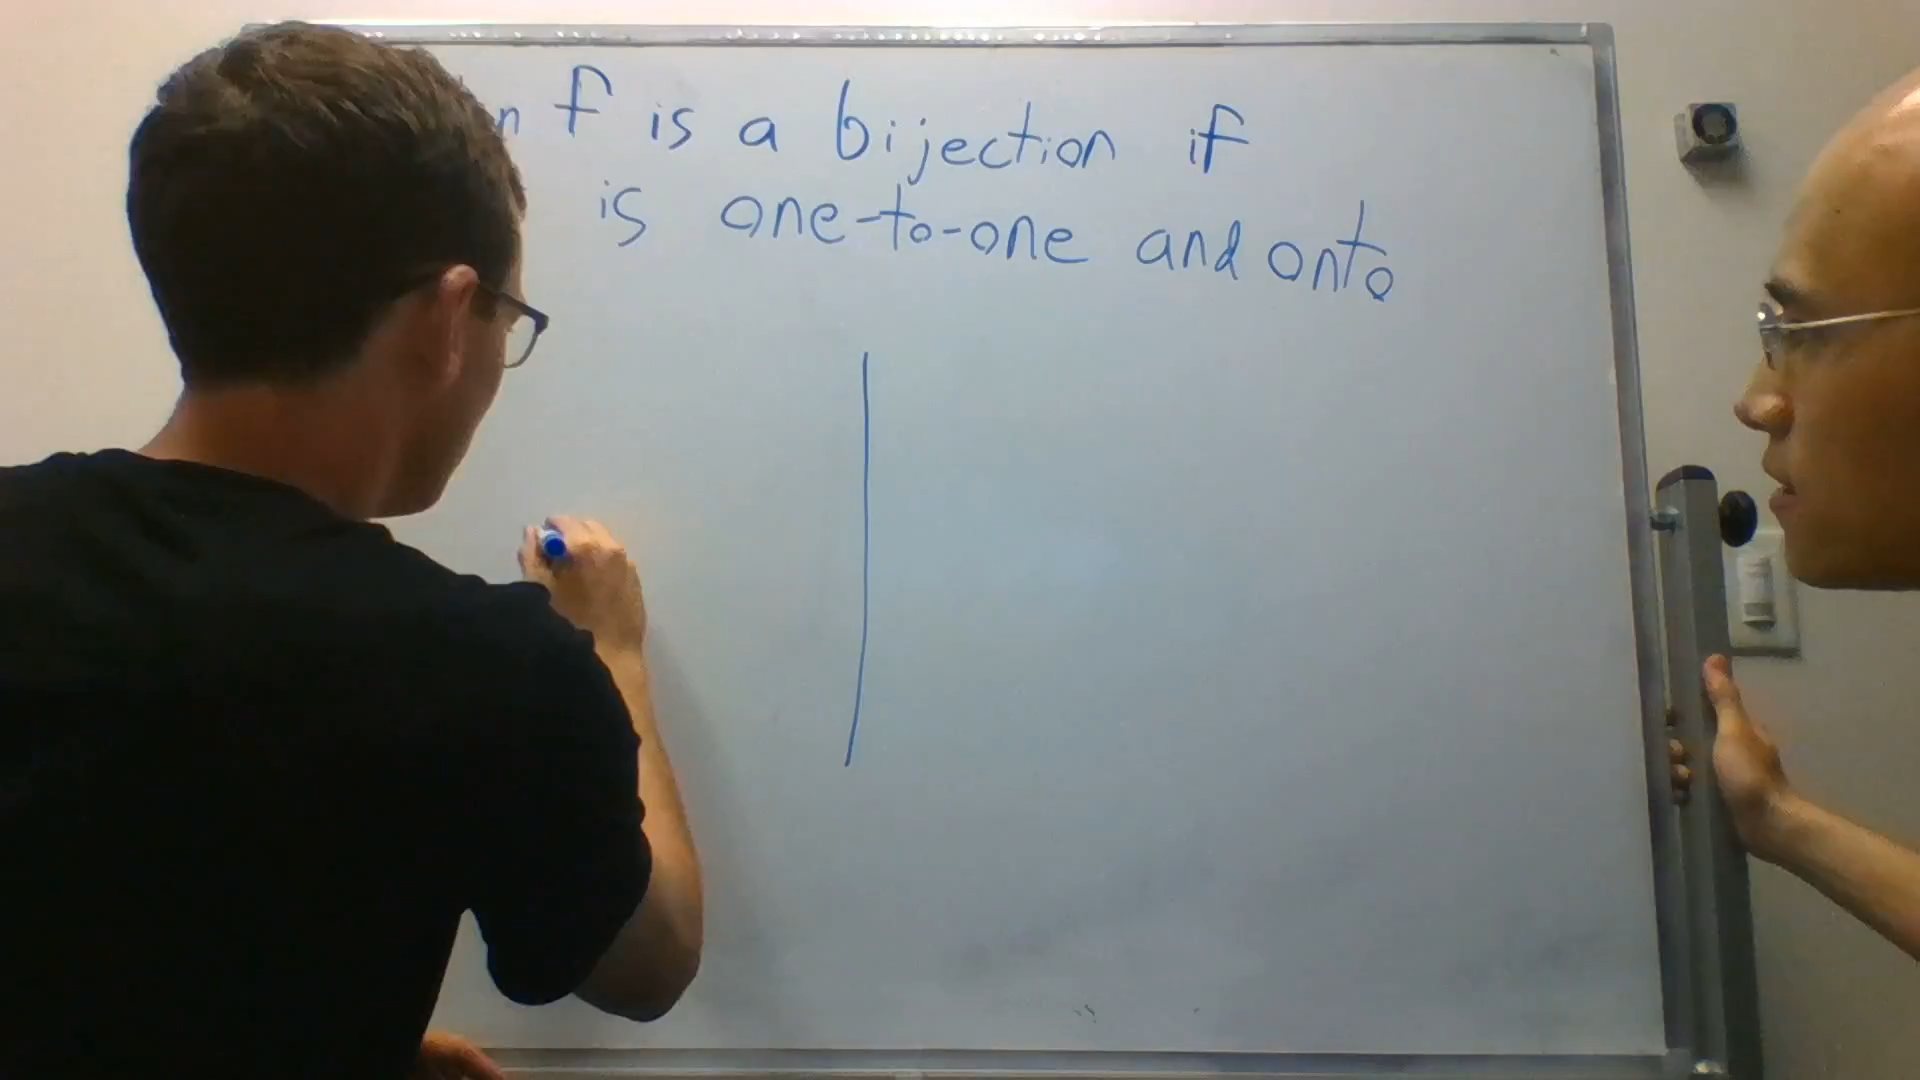 n f is a bijection if
is one-to-one and onto